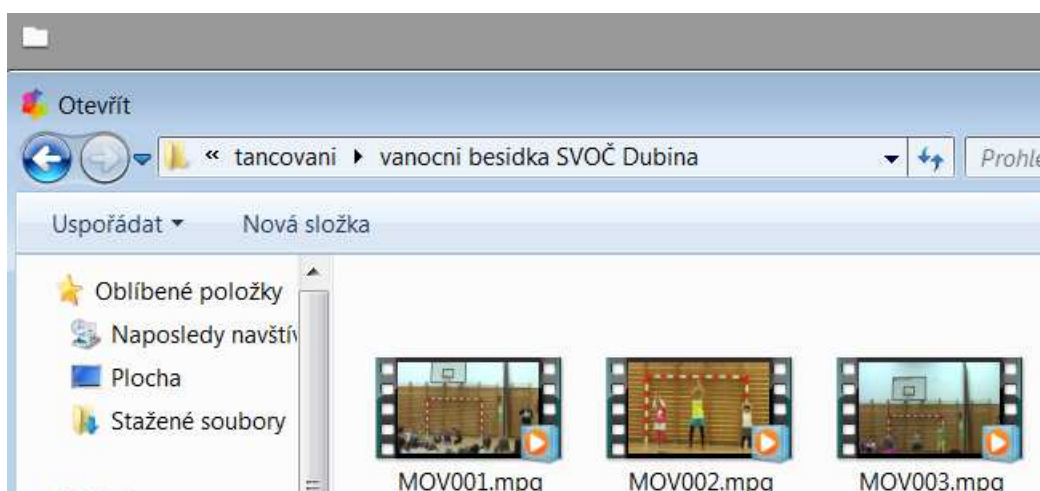 Otevřít
« tancovani ▸ vanocni besidka SVOČ Dubina
Uspořádat Nová složka
Oblíbené položky
Naposledy navštív
Plocha
Stažené soubory
MOV001.mpg MOV002.mpg MOV003.mpg